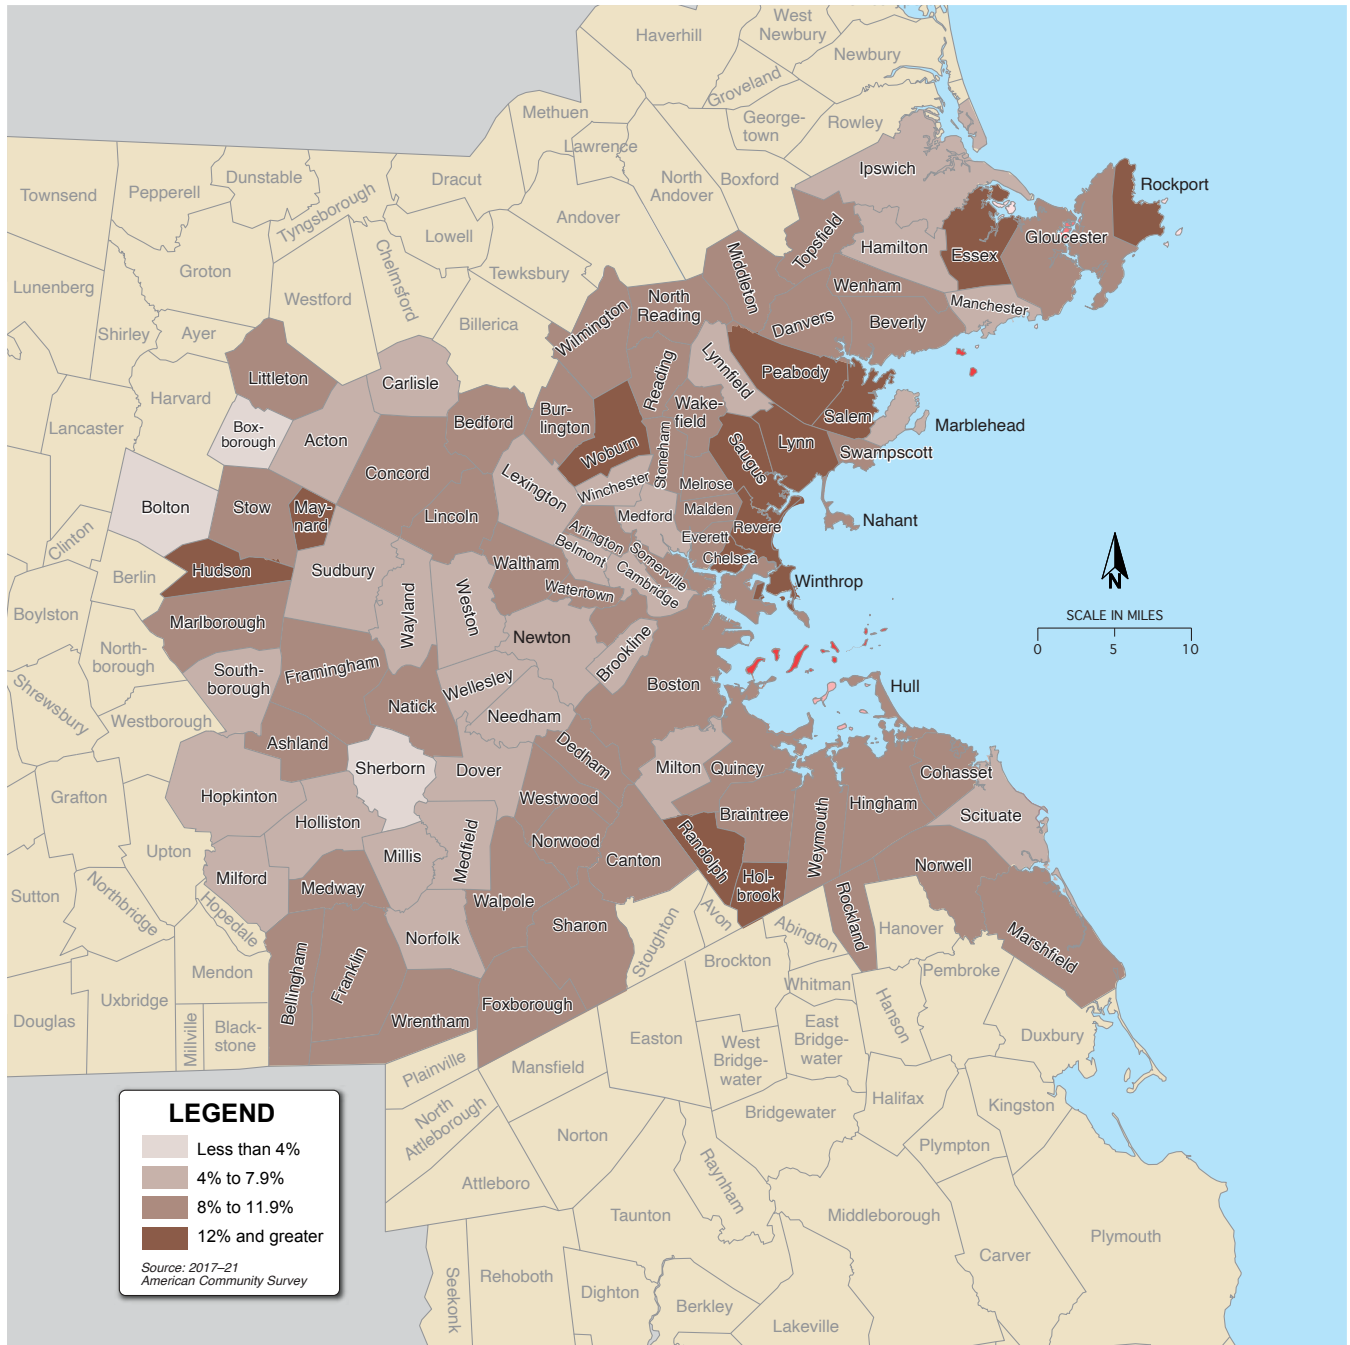 Haverhill
West
Newbury
Newbury
Groveland
Methuen
George-
town
Rowley
Lawrence
Ipswich
North
Andover
Boxford
Townsend
Pepperell
Dunstable
Tyngsborough
Dracut
Rockport
Andover
Lowell
Chelmsford
Topsfield
Hamilton
Essex
Gloucester
Groton
Tewksbury
Middleton
Lunenberg
Westford
Wenham
North
Reading
Manchester
Shirley
Ayer
Billerica
Wilmington
Danvers
Beverly
Littleton
Carlisle
Reading
Lynnfield
Peabody
Harvard
Lancaster
Box-
borough
Acton
Bedford
Bur-
lington
Wake-
field
Salem
Marblehead
Woburn
Stoneham
Saugus
Lynn
Swampscott
Concord
Lexington
Winchester
Melrose
Bolton
Stow
May-
nard
Lincoln
Medford
Malden
Nahant
Revere
Clinton
Arlington
Everett
Belmont
Somerville
Chelsea
Berlin
Hudson
Sudbury
Waltham
Cambridge
Winthrop
Watertown
Boylston
Marlborough
Wayland
Weston
Newton
N
SCALE IN MILES
0 5 10
North-
borough
South-
borough
Framingham
Brookline
Boston
Hull
Shrewsbury
Westborough
Natick
Wellesley
Needham
Ashland
Dedham
Sherborn
Dover
Milton
Quincy
Cohasset
Grafton
Hopkinton
Westwood
Braintree
Weymouth
Hingham
Scituate
Holliston
Medfield
Norwood
Upton
Millis
Canton
Randolph
Norwell
Milford
Medway
Hol-
brook
Sutton
Northbridge
Hopedale
Walpole
Sharon
Rockland
Norfolk
Stoughton
Avon
Abington
Hanover
Marshfield
Mendon
Bellingham
Franklin
Brockton
Whitman
Pembroke
Uxbridge
Foxborough
Hanson
Douglas
Millville
Black-
stone
Wrentham
Easton
West
Bridge-
water
East
Bridge-
water
Duxbury
Plainville
Mansfield
North
Attleborough
Bridgewater
Halifax
Kingston
Norton
Plympton
Raynham
Attleboro
Taunton
Middleborough
Plymouth
Carver
Seekonk
Rehoboth
Dighton
Berkley
Lakeville
LEGEND
Less than 4%
4% to 7.9%
8% to 11.9%
12% and greater
Source: 2017–21
American Community Survey